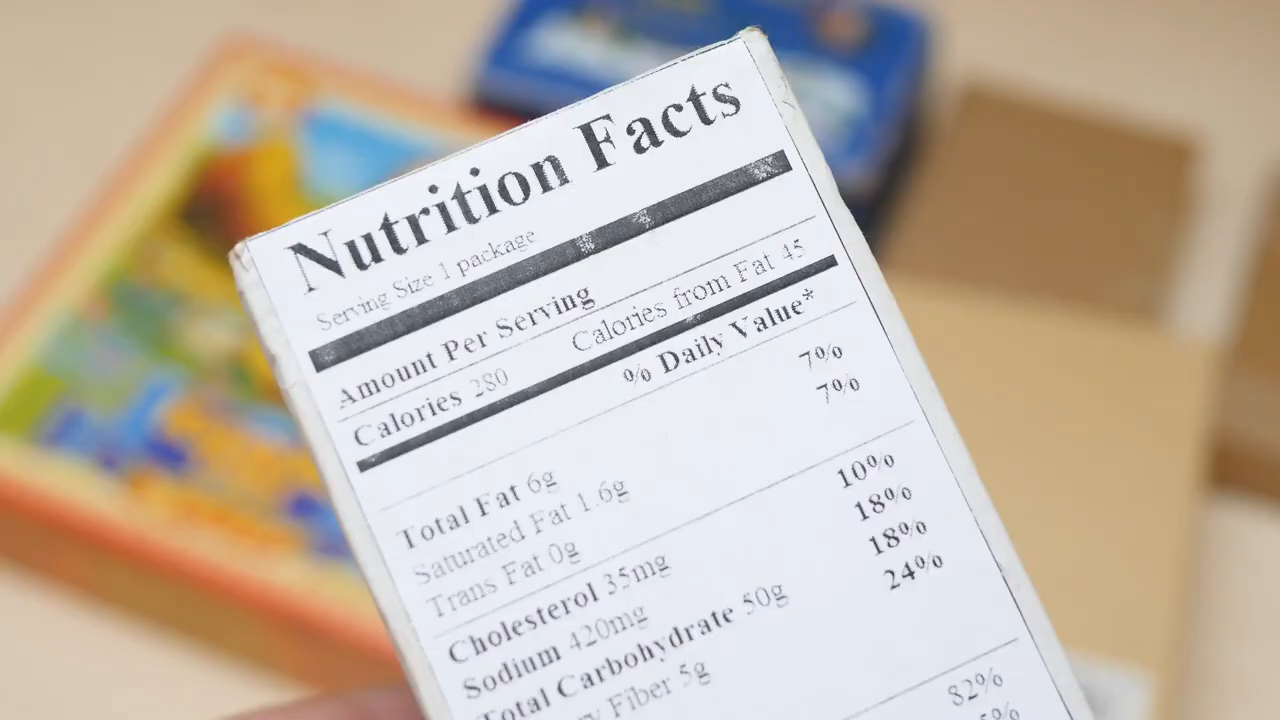 Nutrition Facts
Serving Size 1 package
Amount Per Serving
Calories 280 Calories from Fat 45
% Daily Value*
Total Fat 6g 7%
Saturated Fat 1.6g 7%
Trans Fat 0g
Cholesterol 35mg 10%
Sodium 420mg 18%
Total Carbohydrate 50g 18%
Fiber 5g 24%
82%